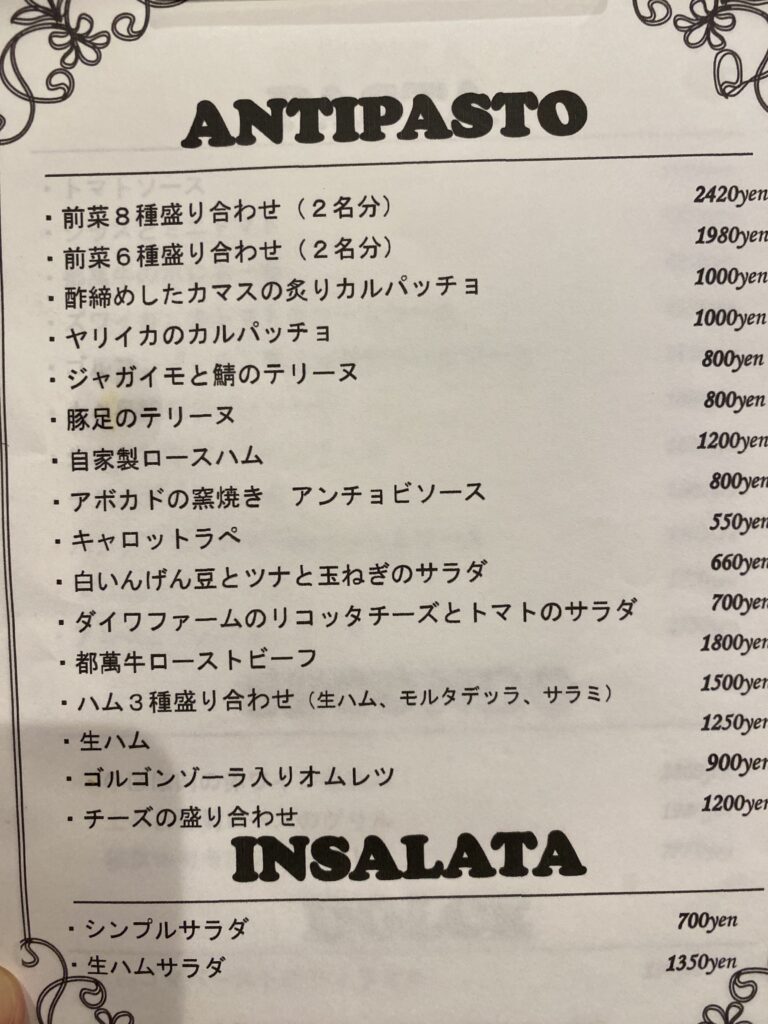 ANTIPASTO
・前菜８種盛り合わせ（２名分） 2420yen
・前菜６種盛り合わせ（２名分） 1980yen
・酢締めしたカマスの炙りカルパッチョ 1000yen
・ヤリイカのカルパッチョ 1000yen
・ジャガイモと鯖のテリーヌ 800yen
・豚足のテリーヌ 800yen
・自家製ロースハム 1200yen
・アボカドの窯焼き　アンチョビソース 800yen
・キャロットラペ 550yen
・白いんげん豆とツナと玉ねぎのサラダ 660yen
・ダイワファームのリコッタチーズとトマトのサラダ 700yen
・都萬牛ローストビーフ 1800yen
・ハム３種盛り合わせ（生ハム、モルタデッラ、サラミ） 1500yen
・生ハム 1250yen
・ゴルゴンゾーラ入りオムレツ 900yen
・チーズの盛り合わせ 1200yen
INSALATA
・シンプルサラダ 700yen
・生ハムサラダ 1350yen